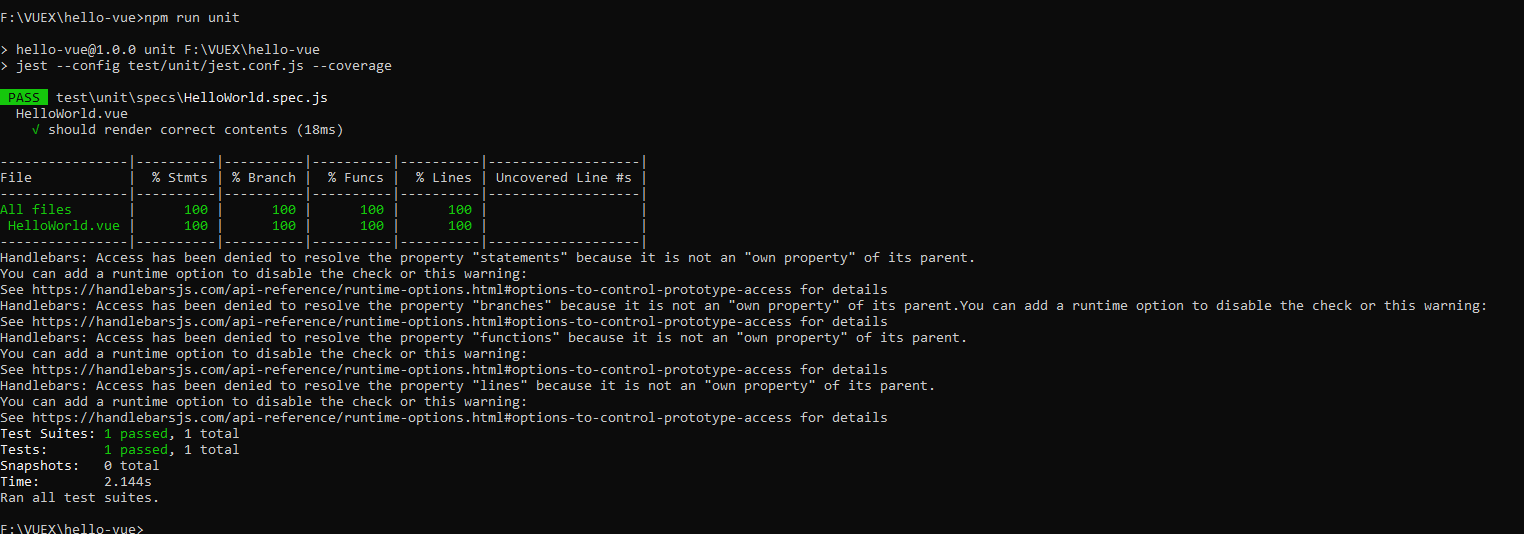 F:\VUEX\hello-vue>npm run unit
> hello-vue@1.0.0 unit F:\VUEX\hello-vue
> jest --config test/unit/jest.conf.js --coverage
PASS test\unit\specs\HelloWorld.spec.js
HelloWorld.vue
√ should render correct contents (18ms)
----------------|----------|----------|----------|----------|-------------------|
File            |  % Stmts | % Branch |  % Funcs |  % Lines | Uncovered Line #s |
----------------|----------|----------|----------|----------|-------------------|
All files       |      100 |      100 |      100 |      100 |                   |
 HelloWorld.vue |      100 |      100 |      100 |      100 |                   |
----------------|----------|----------|----------|----------|-------------------|
Handlebars: Access has been denied to resolve the property "statements" because it is not an "own property" of its parent.
You can add a runtime option to disable the check or this warning:
See https://handlebarsjs.com/api-reference/runtime-options.html#options-to-control-prototype-access for details
Handlebars: Access has been denied to resolve the property "branches" because it is not an "own property" of its parent.You can add a runtime option to disable the check or this warning:
See https://handlebarsjs.com/api-reference/runtime-options.html#options-to-control-prototype-access for details
Handlebars: Access has been denied to resolve the property "functions" because it is not an "own property" of its parent.
You can add a runtime option to disable the check or this warning:
See https://handlebarsjs.com/api-reference/runtime-options.html#options-to-control-prototype-access for details
Handlebars: Access has been denied to resolve the property "lines" because it is not an "own property" of its parent.
You can add a runtime option to disable the check or this warning:
See https://handlebarsjs.com/api-reference/runtime-options.html#options-to-control-prototype-access for details
Test Suites: 1 passed, 1 total
Tests:       1 passed, 1 total
Snapshots:   0 total
Time:        2.144s
Ran all test suites.
F:\VUEX\hello-vue>